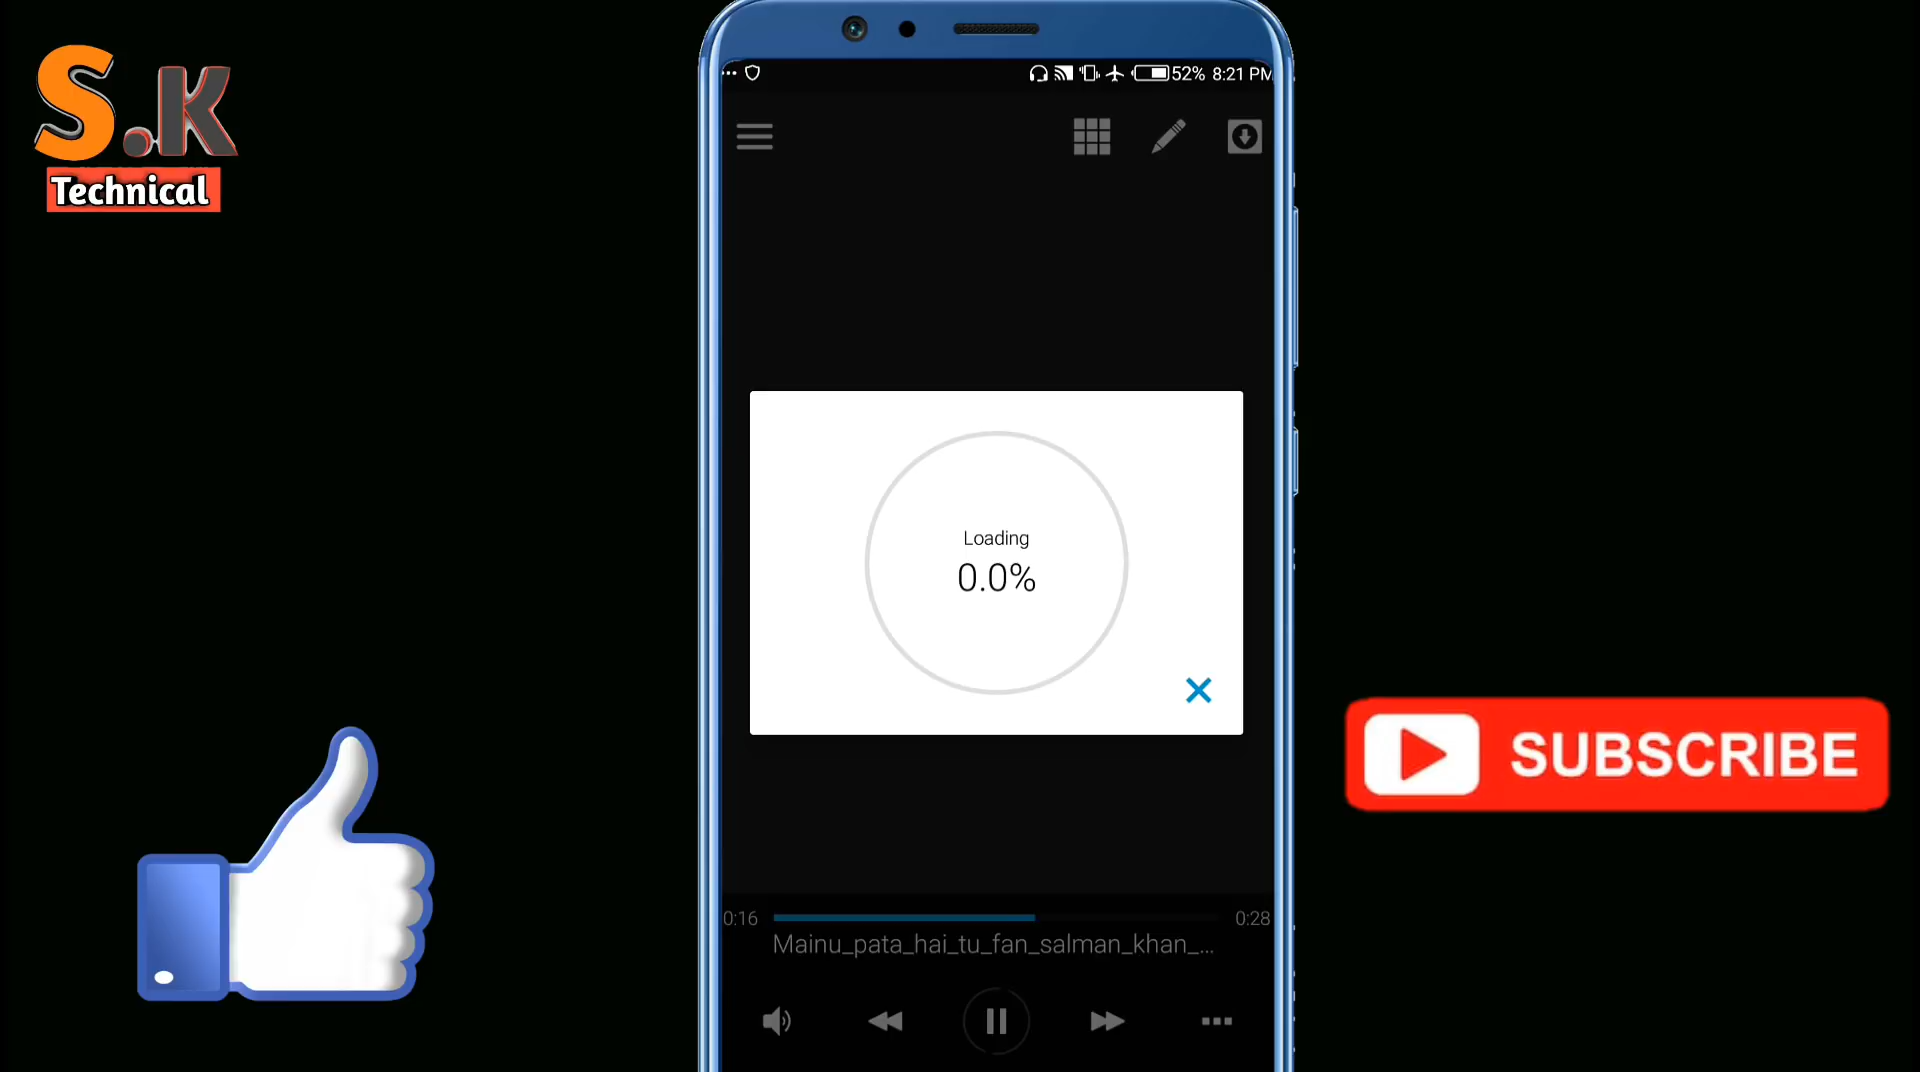 S.K
Technical
52% 8:21 PM
Loading
0.0%
0:16 0:28
Mainu_pata_hai_tu_fan_salman_khan_...
SUBSCRIBE